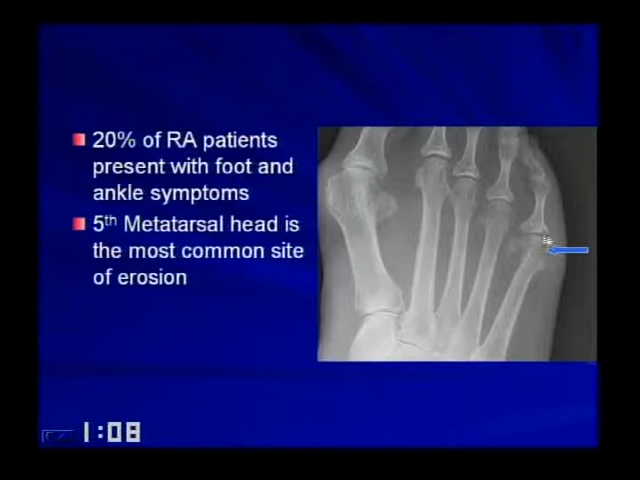 20% of RA patients
present with foot and
ankle symptoms
5th Metatarsal head is
the most common site
of erosion
1:08